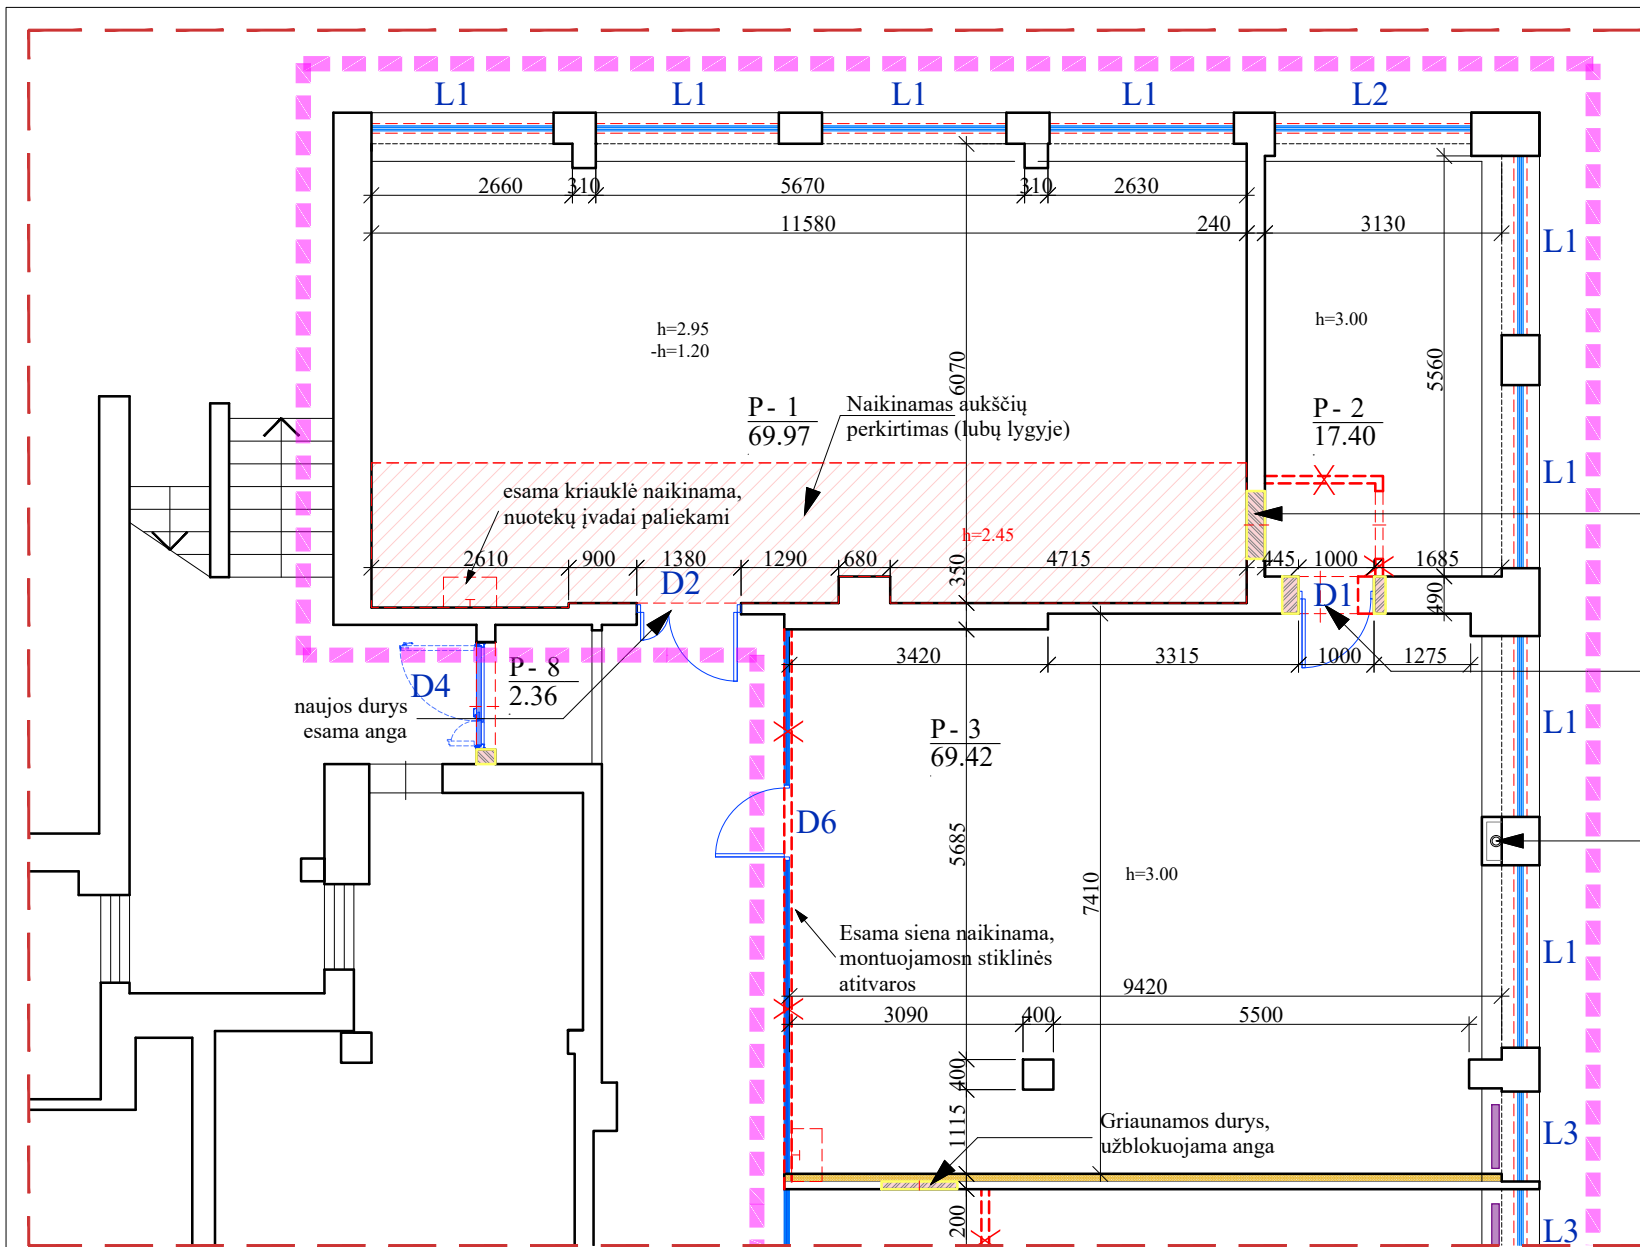 L1 L1 L1 L1 L2
2660 310 5670 310 2630
11580 240 3130
L1
h=2.95
-h=1.20
h=3.00
6070
5560
P- 1
69.97
Naikinamas aukščių
perkirtimas (lubų lygyje)
P- 2
17.40
L1
esama kriauklė naikinama,
nuotekų įvadai paliekami
h=2.45
2610 900 1380 1290 680 350 4715 445 1000 1685
D2
D1
490
3420 3315 1000 1275
P- 8
2.36
D4
naujos durys
esama anga
P- 3
69.42
L1
D6
5685
7410
h=3.00
Esama siena naikinama,
montuojamosn stiklinės
atitvaros
L1
9420
3090 400 5500
400
1115
Griaunamos durys,
užblokuojama anga
L3
200
L3